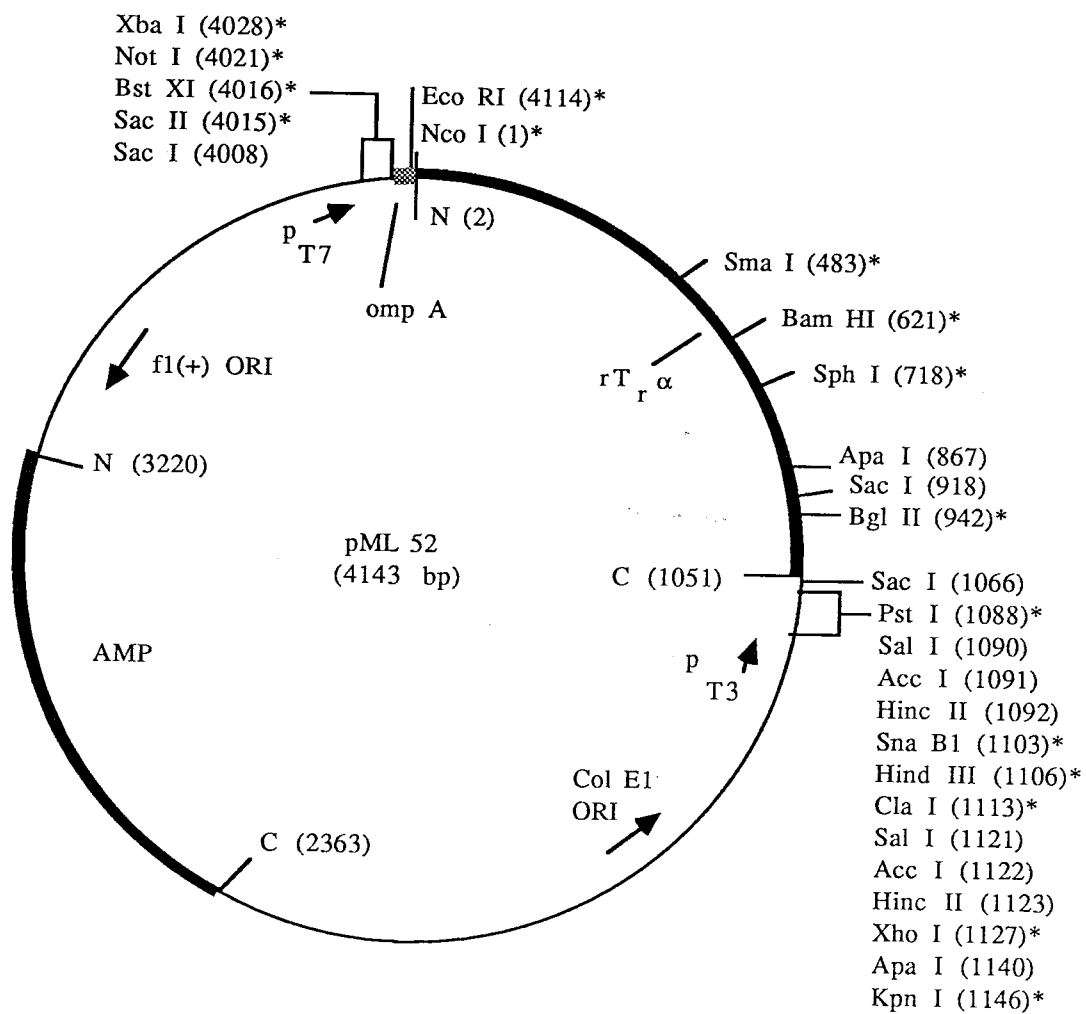 Xba I (4028)*
Not I (4021)*
Bst XI (4016)*
Sac II (4015)*
Sac I (4008)
Eco RI (4114)*
Nco I (1)*
N (2)
p T7
omp A
Sma I (483)*
Bam HI (621)*
rTr α
Sph I (718)*
f1(+) ORI
N (3220)
Apa I (867)
Sac I (918)
Bgl II (942)*
pML 52
(4143 bp)
C (1051)
Sac I (1066)
Pst I (1088)*
Sal I (1090)
Acc I (1091)
Hinc II (1092)
Sna B1 (1103)*
Hind III (1106)*
Cla I (1113)*
Sal I (1121)
Acc I (1122)
Hinc II (1123)
Xho I (1127)*
Apa I (1140)
Kpn I (1146)*
AMP
p T3
Col E1
ORI
C (2363)